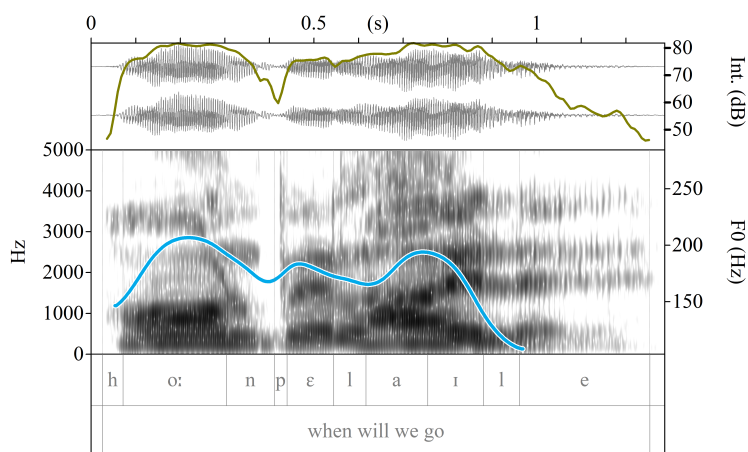 0 0.5 (s) 1
80
70
60
50
Int. (dB)
5000
4000
3000
2000
1000
0
Hz
250
200
150
F0 (Hz)
h oː n p ɛ l a ɪ l e
when will we go